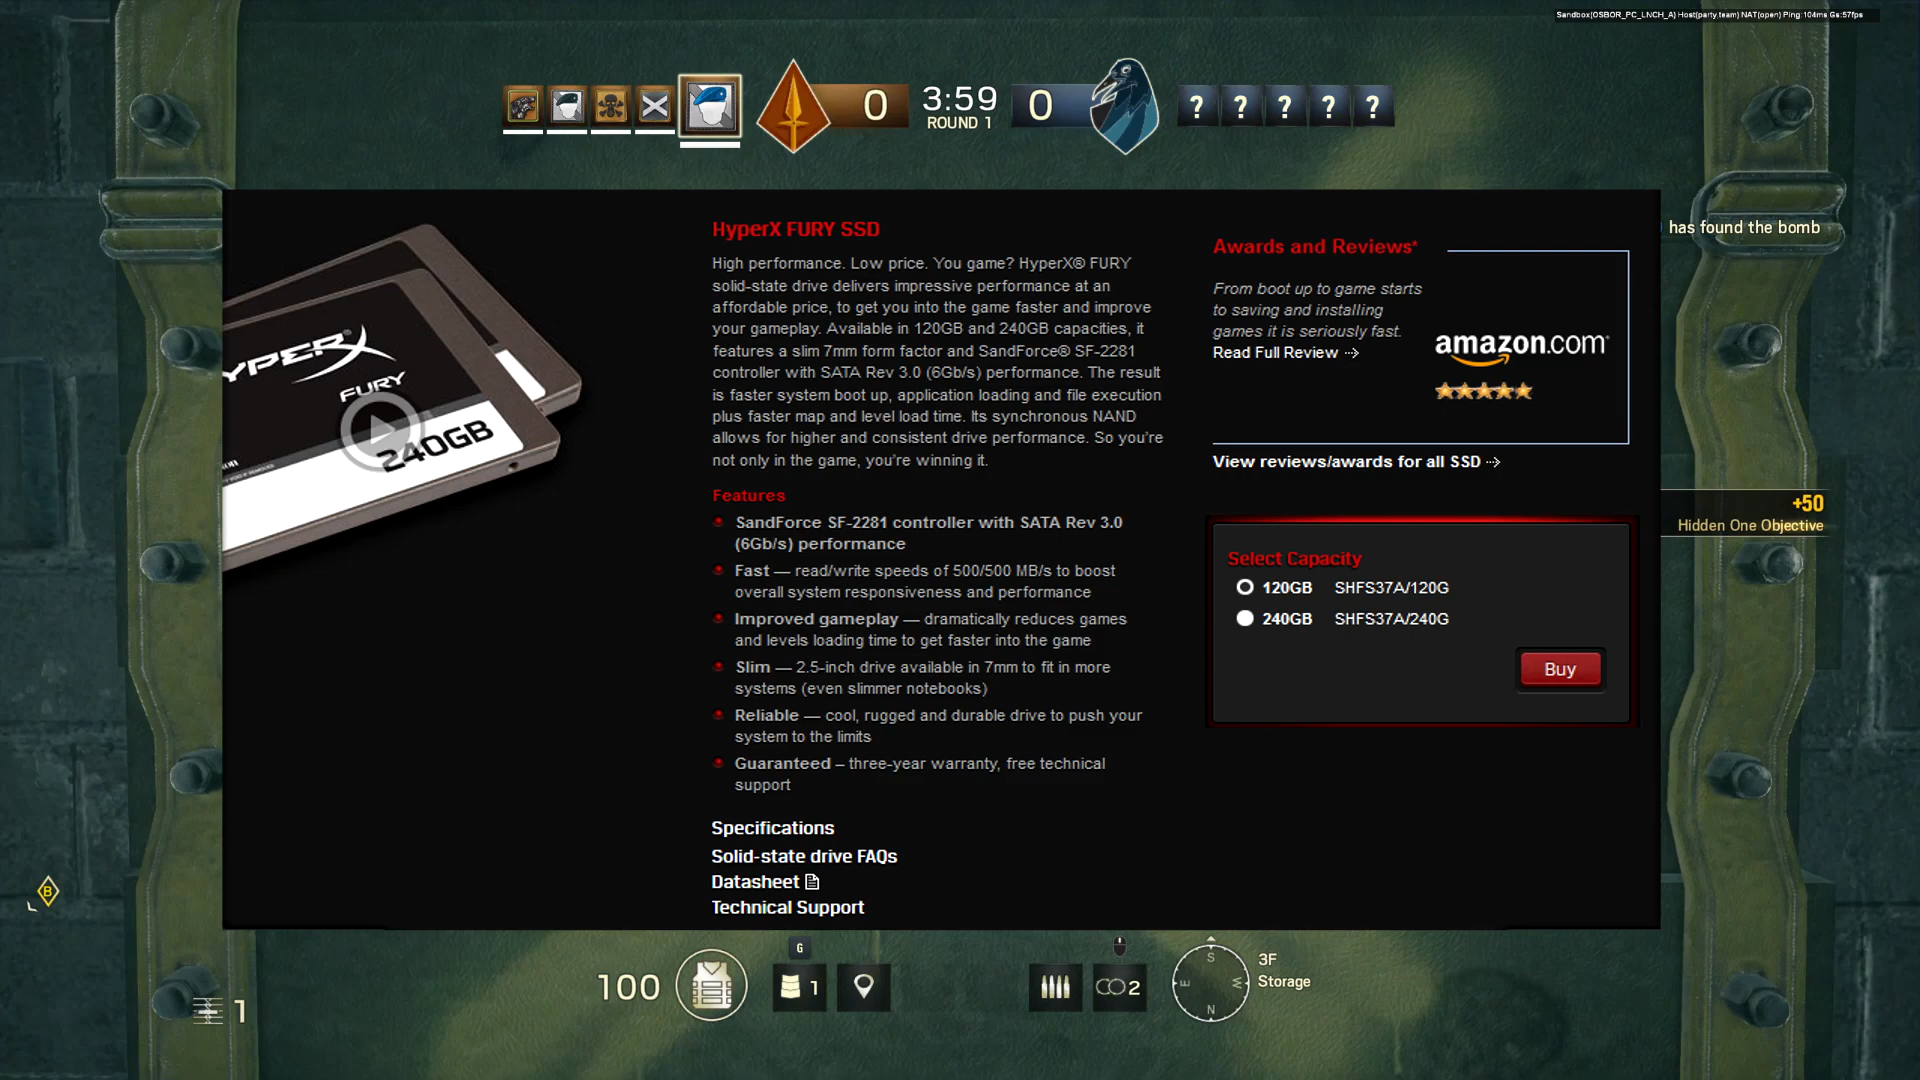 Sandbox(OSBOR_PC_LNCH_A) Host(party.team) NAT(open) Ping:104ms Gs:57fps
0
3:59
ROUND 1
0
? ? ? ? ?
has found the bomb
HYPERX
FURY
240GB
HyperX FURY SSD
High performance. Low price. You game? HyperX® FURY
solid-state drive delivers impressive performance at an
affordable price, to get you into the game faster and improve
your gameplay. Available in 120GB and 240GB capacities, it
features a slim 7mm form factor and SandForce® SF-2281
controller with SATA Rev 3.0 (6Gb/s) performance. The result
is faster system boot up, application loading and file execution
plus faster map and level load time. Its synchronous NAND
allows for higher and consistent drive performance. So you're
not only in the game, you're winning it.
Features
SandForce SF-2281 controller with SATA Rev 3.0
(6Gb/s) performance
Fast — read/write speeds of 500/500 MB/s to boost
overall system responsiveness and performance
Improved gameplay — dramatically reduces games
and levels loading time to get faster into the game
Slim — 2.5-inch drive available in 7mm to fit in more
systems (even slimmer notebooks)
Reliable — cool, rugged and durable drive to push your
system to the limits
Guaranteed – three-year warranty, free technical
support
Specifications
Solid-state drive FAQs
Datasheet
Technical Support
Awards and Reviews*
From boot up to game starts
to saving and installing
games it is seriously fast.
Read Full Review
amazon.com
View reviews/awards for all SSD
Select Capacity
120GB SHFS37A/120G
240GB SHFS37A/240G
Buy
+50
Hidden One Objective
B
1
100
G
1
2
S
E
W
N
3F
Storage